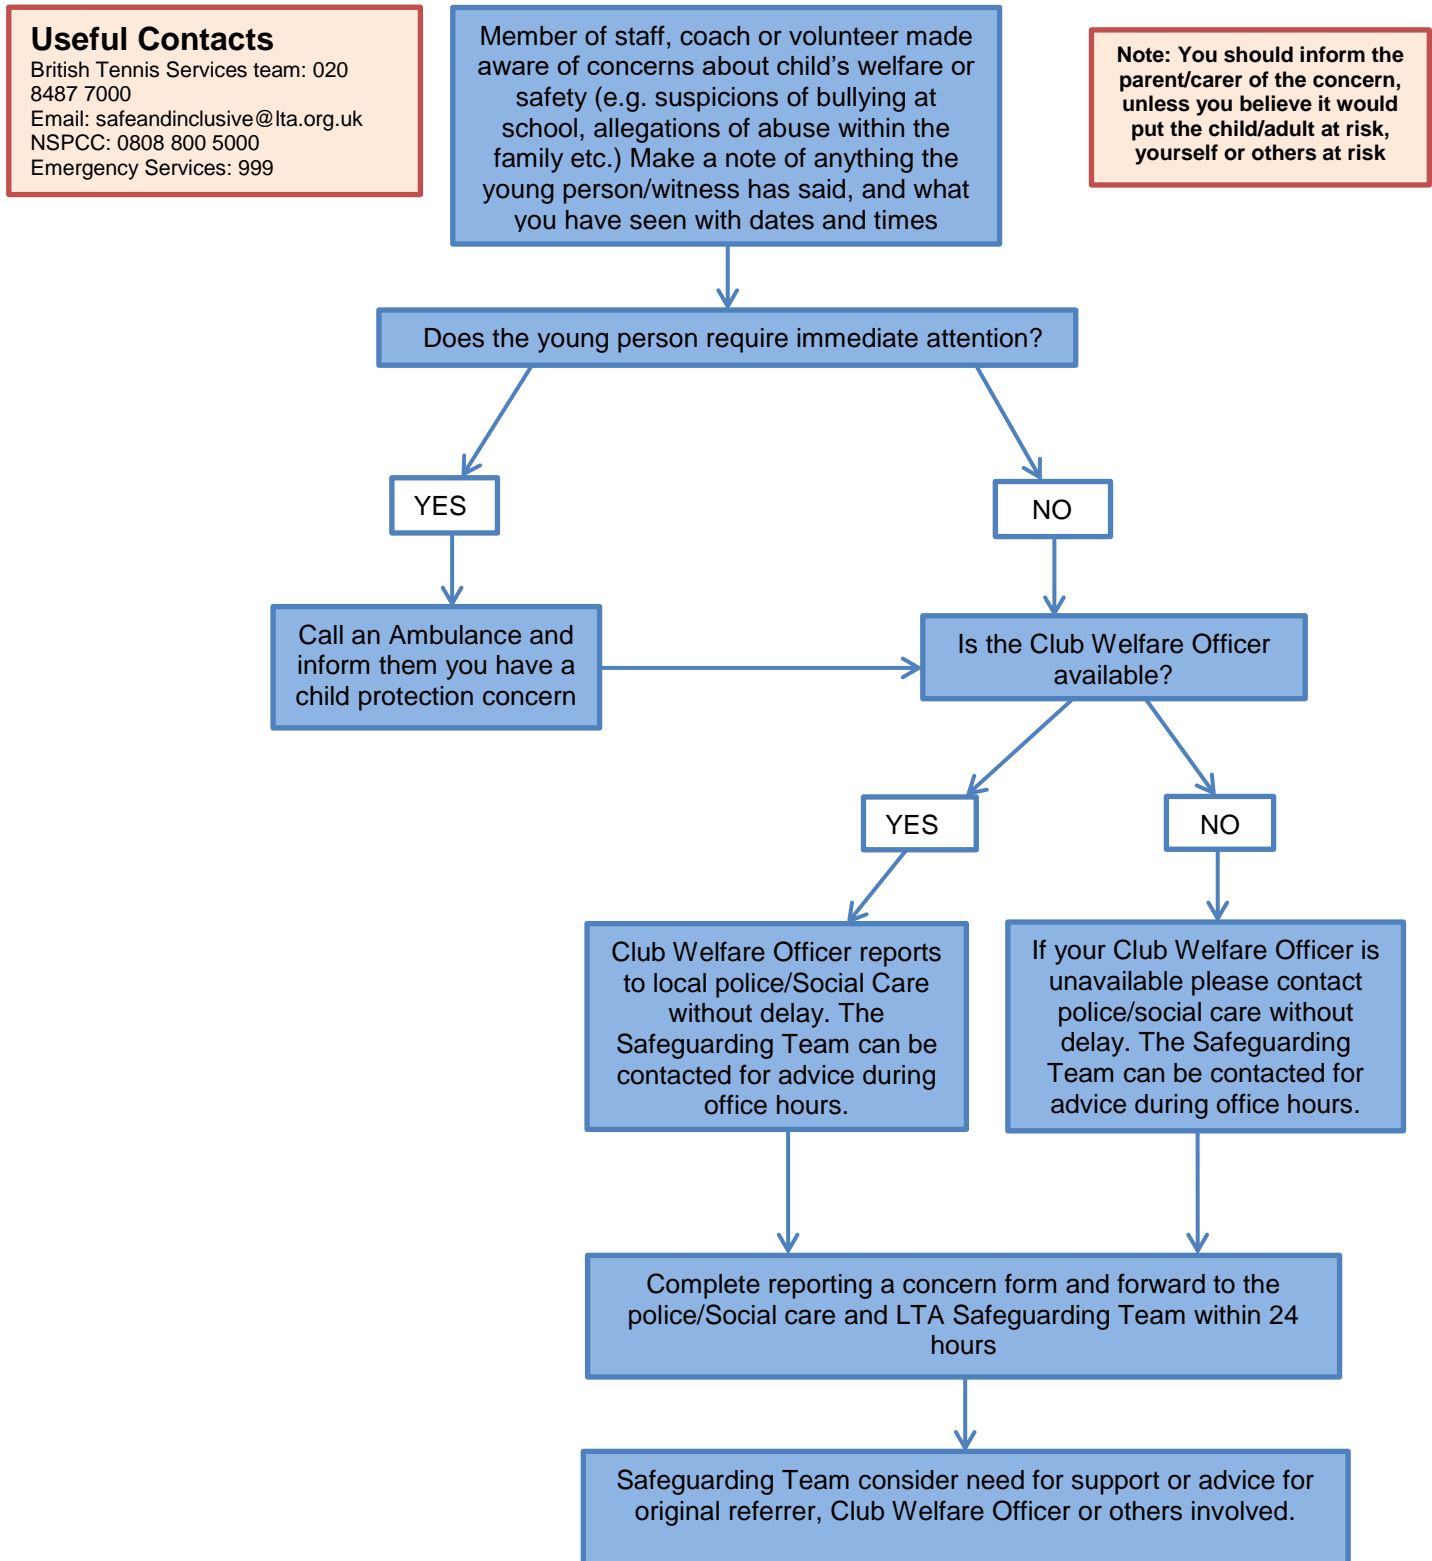 Useful Contacts
British Tennis Services team: 020
8487 7000
Email: safeandinclusive@lta.org.uk
NSPCC: 0808 800 5000
Emergency Services: 999
Member of staff, coach or volunteer made
aware of concerns about child’s welfare or
safety (e.g. suspicions of bullying at
school, allegations of abuse within the
family etc.) Make a note of anything the
young person/witness has said, and what
you have seen with dates and times
Note: You should inform the
parent/carer of the concern,
unless you believe it would
put the child/adult at risk,
yourself or others at risk
Does the young person require immediate attention?
YES
NO
Call an Ambulance and
inform them you have a
child protection concern
Is the Club Welfare Officer
available?
YES
NO
Club Welfare Officer reports
to local police/Social Care
without delay. The
Safeguarding Team can be
contacted for advice during
office hours.
If your Club Welfare Officer is
unavailable please contact
police/social care without
delay. The Safeguarding
Team can be contacted for
advice during office hours.
Complete reporting a concern form and forward to the
police/Social care and LTA Safeguarding Team within 24
hours
Safeguarding Team consider need for support or advice for
original referrer, Club Welfare Officer or others involved.